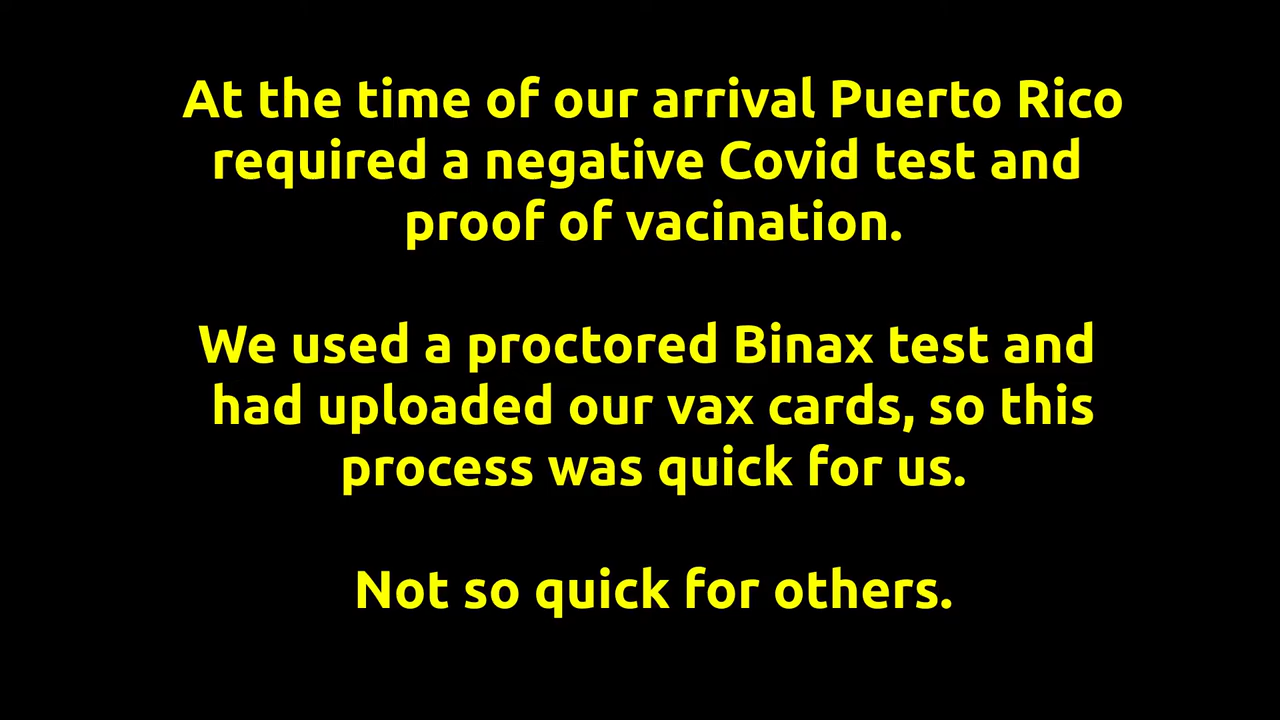 At the time of our arrival Puerto Rico
required a negative Covid test and
proof of vacination.
We used a proctored Binax test and
had uploaded our vax cards, so this
process was quick for us.
Not so quick for others.